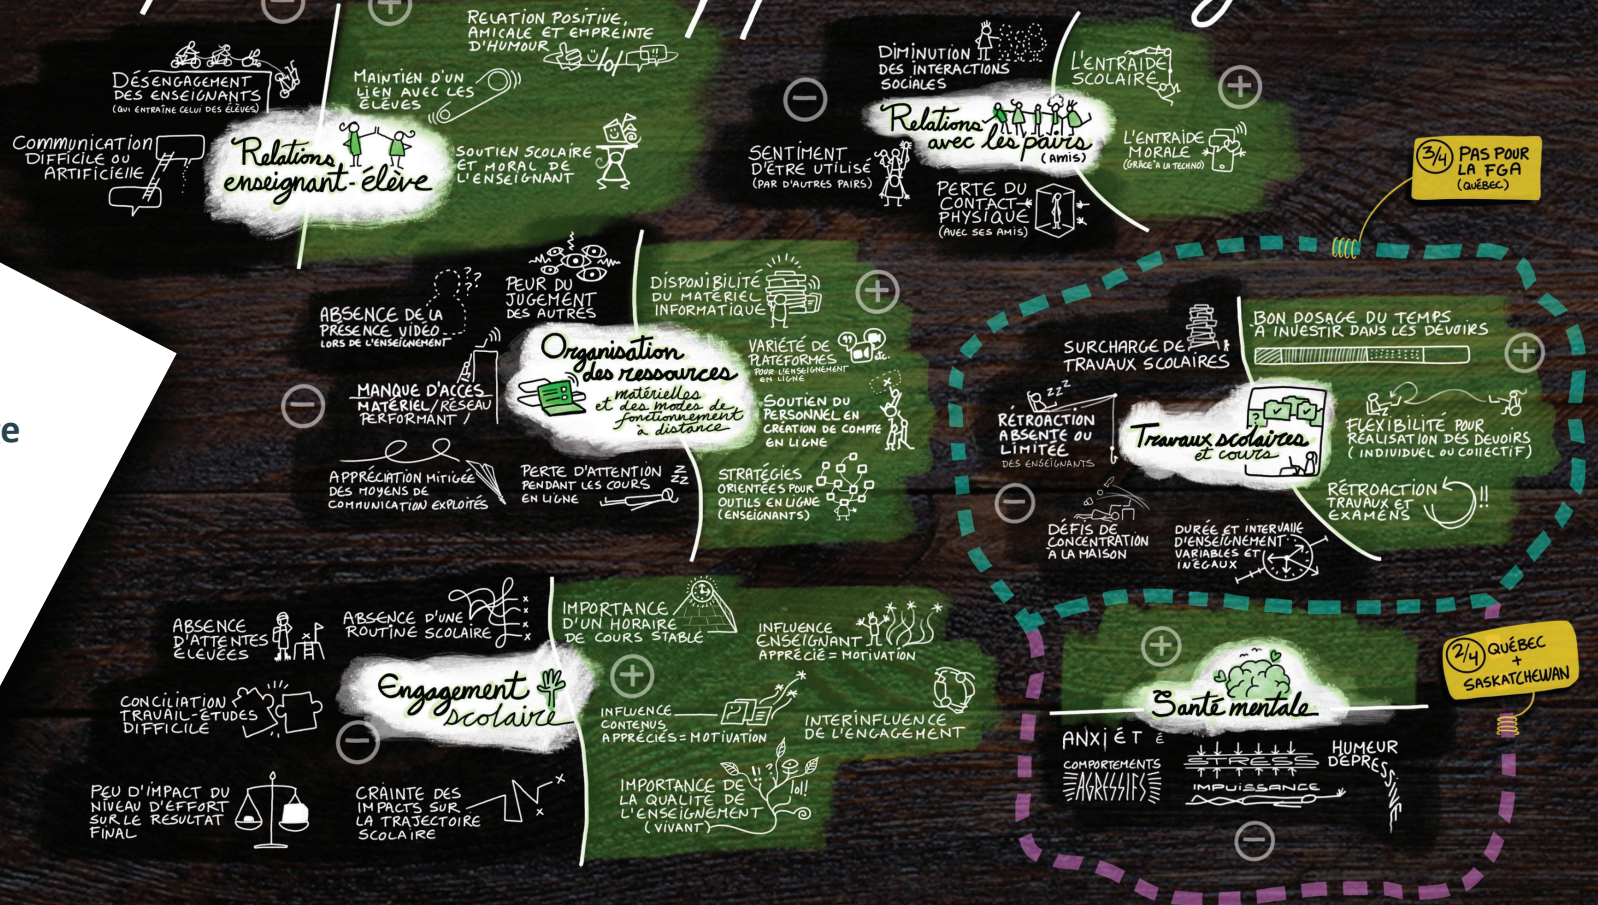 RELATION POSITIVE,
AMICALE ET EMPREINTE
D'HUMOUR
lol
DÉSENGAGEMENT
DES ENSEIGNANTS
(QUI ENTRAÎNE CELUI DES ÉLÈVES)
MAINTIEN D'UN
LIEN AVEC LES
ÉLÈVES
COMMUNICATION
DIFFICILE OU
ARTIFICIELLE
Relations
enseignant-élève
SOUTIEN SCOLAIRE
ET MORAL DE
L'ENSEIGNANT
DIMINUTION
DES INTERACTIONS
SOCIALES
L'ENTRAIDE
SCOLAIRE
Relations
avec les pairs
(AMIS)
SENTIMENT
D'ÊTRE UTILISÉ
(PAR D'AUTRES PAIRS)
L'ENTRAIDE
MORALE
(GRÂCE À LA TECHNO)
PERTE DU
CONTACT
PHYSIQUE
(AVEC SES AMIS)
3/4 PAS POUR
LA FGA
(QUÉBEC)
ABSENCE DE LA
PRÉSENCE VIDÉO
LORS DE L'ENSEIGNEMENT
??
?
PEUR DU
JUGEMENT
DES AUTRES
DISPONIBILITÉ
DU MATÉRIEL
INFORMATIQUE
Organisation
des ressources
matérielles
et des modes de
fonctionnement
à distance
VARIÉTÉ DE
PLATEFORMES
POUR L'ENSEIGNEMENT
EN LIGNE
etc.
MANQUE D'ACCÈS
MATÉRIEL/RÉSEAU
PERFORMANT
SOUTIEN DU
PERSONNEL EN
CRÉATION DE COMPTE
EN LIGNE
APPRÉCIATION MITIGÉE
DES MOYENS DE
COMMUNICATION EXPLOITÉS
PERTE D'ATTENTION
PENDANT LES COURS
EN LIGNE
Z
ZZ
STRATÉGIES
ORIENTÉES POUR
OUTILS EN LIGNE
(ENSEIGNANTS)
SURCHARGE DE
TRAVAUX SCOLAIRES
BON DOSAGE DU TEMPS
À INVESTIR DANS LES DEVOIRS
ZZZ
RÉTROACTION
ABSENTE OU
LIMITÉE
DES ENSEIGNANTS
Travaux scolaires
et cours
FLEXIBILITÉ POUR
RÉALISATION DES DEVOIRS
(INDIVIDUEL OU COLLECTIF)
RÉTROACTION
TRAVAUX ET
EXAMENS
!!
DÉFIS DE
CONCENTRATION
À LA MAISON
DURÉE ET INTERVALLE
D'ENSEIGNEMENT
VARIABLES ET
INÉGAUX
re
ABSENCE
D'ATTENTES
ÉLEVÉES
ABSENCE D'UNE
ROUTINE SCOLAIRE
IMPORTANCE
D'UN HORAIRE
DE COURS STABLE
INFLUENCE
ENSEIGNANT
APPRÉCIÉ = MOTIVATION
Engagement
scolaire
CONCILIATION
TRAVAIL-ÉTUDES
DIFFICILE
INFLUENCE
CONTENUS
APPRÉCIÉS = MOTIVATION
INTERINFLUENCE
DE L'ENGAGEMENT
PEU D'IMPACT DU
NIVEAU D'EFFORT
SUR LE RÉSULTAT
FINAL
CRAINTE DES
IMPACTS SUR
LA TRAJECTOIRE
SCOLAIRE
IMPORTANCE DE
LA QUALITÉ DE
L'ENSEIGNEMENT
(VIVANT)
!! ?
lol!
2/4 QUÉBEC
+
SASKATCHEWAN
Santé mentale
ANXIÉTÉ
COMPORTEMENTS
AGRESSIFS
STRESS
IMPUISSANCE
HUMEUR
DÉPRESSIVE